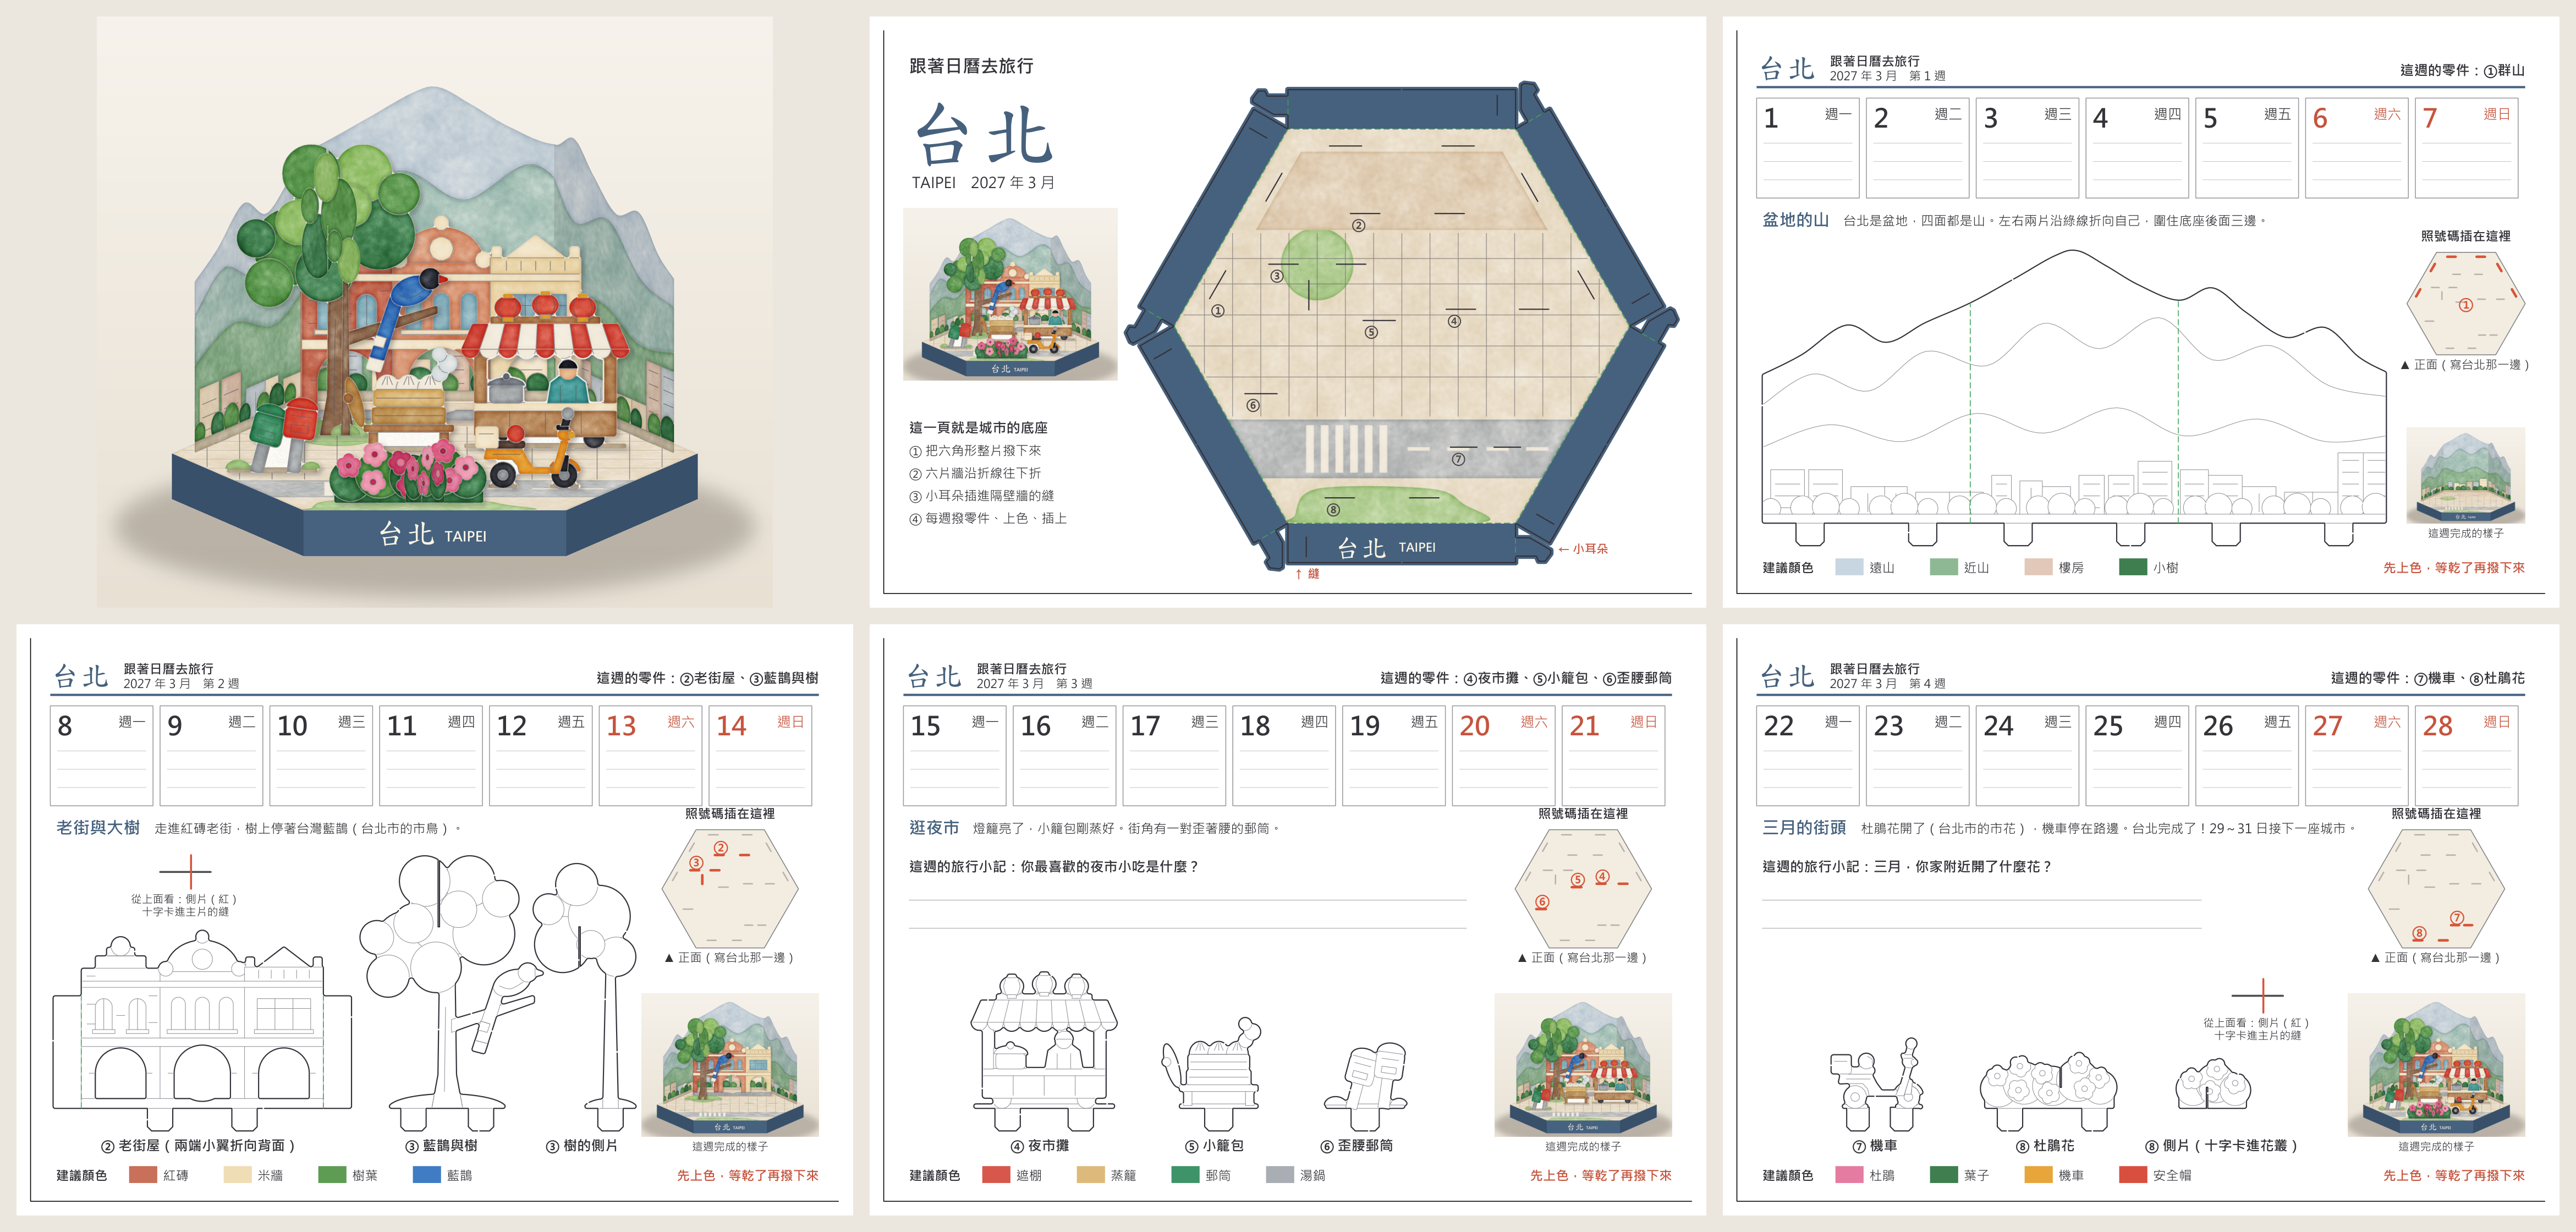 台北 TAIPEI
跟著日曆去旅行
台北
TAIPEI 2027 年 3 月
台北 TAIPEI
這一頁就是城市的底座
① 把六角形整片撥下來
② 六片牆沿折線往下折
③ 小耳朵插進隔壁牆的縫
④ 每週撥零件、上色、插上
②
③
①
⑤
④
⑥
⑦
⑧
台北 TAIPEI
← 小耳朵
↑ 縫
台北
跟著日曆去旅行
2027 年 3 月 第 1 週
這週的零件：①群山
1 週一
2 週二
3 週三
4 週四
5 週五
6 週六
7 週日
盆地的山 台北是盆地，四面都是山。左右兩片沿綠線折向自己，圍住底座後面三邊。
照號碼插在這裡
①
▲ 正面（寫台北那一邊）
台北 TAIPEI
這週完成的樣子
建議顏色 遠山 近山 樓房 小樹
先上色，等乾了再撥下來
台北
跟著日曆去旅行
2027 年 3 月 第 2 週
這週的零件：②老街屋、③藍鵲與樹
8 週一
9 週二
10 週三
11 週四
12 週五
13 週六
14 週日
老街與大樹 走進紅磚老街，樹上停著台灣藍鵲（台北市的市鳥）。
照號碼插在這裡
②
③
▲ 正面（寫台北那一邊）
從上面看：側片（紅）
十字卡進主片的縫
台北 TAIPEI
② 老街屋（兩端小翼折向背面）
③ 藍鵲與樹
③ 樹的側片
這週完成的樣子
建議顏色 紅磚 米牆 樹葉 藍鵲
先上色，等乾了再撥下來
台北
跟著日曆去旅行
2027 年 3 月 第 3 週
這週的零件：④夜市攤、⑤小籠包、⑥歪腰郵筒
15 週一
16 週二
17 週三
18 週四
19 週五
20 週六
21 週日
逛夜市 燈籠亮了，小籠包剛蒸好。街角有一對歪著腰的郵筒。
照號碼插在這裡
這週的旅行小記：你最喜歡的夜市小吃是什麼？
⑤
④
⑥
▲ 正面（寫台北那一邊）
台北 TAIPEI
④ 夜市攤
⑤ 小籠包
⑥ 歪腰郵筒
這週完成的樣子
建議顏色 遮棚 蒸籠 郵筒 湯鍋
先上色，等乾了再撥下來
台北
跟著日曆去旅行
2027 年 3 月 第 4 週
這週的零件：⑦機車、⑧杜鵑花
22 週一
23 週二
24 週三
25 週四
26 週五
27 週六
28 週日
三月的街頭 杜鵑花開了（台北市的市花），機車停在路邊。台北完成了！29～31 日接下一座城市。
照號碼插在這裡
這週的旅行小記：三月，你家附近開了什麼花？
⑦
⑧
▲ 正面（寫台北那一邊）
從上面看：側片（紅）
十字卡進主片的縫
台北 TAIPEI
⑦ 機車
⑧ 杜鵑花
⑧ 側片（十字卡進花叢）
這週完成的樣子
建議顏色 杜鵑 葉子 機車 安全帽
先上色，等乾了再撥下來